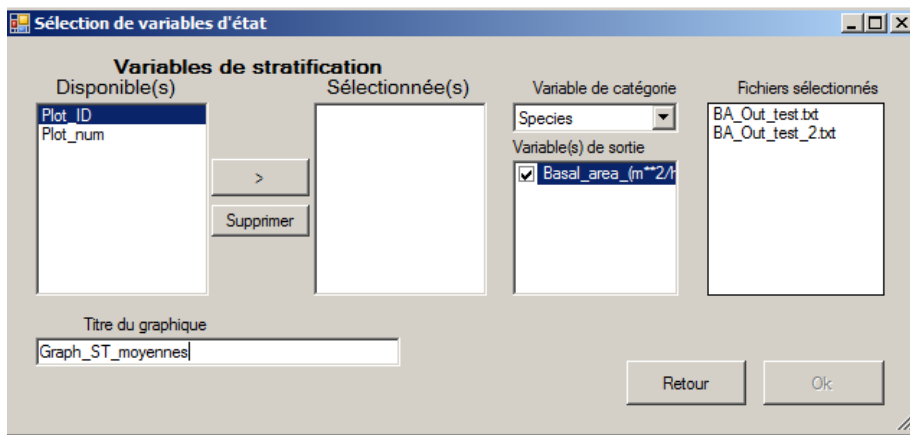 Sélection de variables d'état
Variables de stratification
Disponible(s)
Sélectionnée(s)
Variable de catégorie
Fichiers sélectionnés
Plot_ID
Plot_num
>
Supprimer
Species
Variable(s) de sortie
Basal_area_(m**2/h
BA_Out_test.txt
BA_Out_test_2.txt
Titre du graphique
Graph_ST_moyennes
Retour
Ok